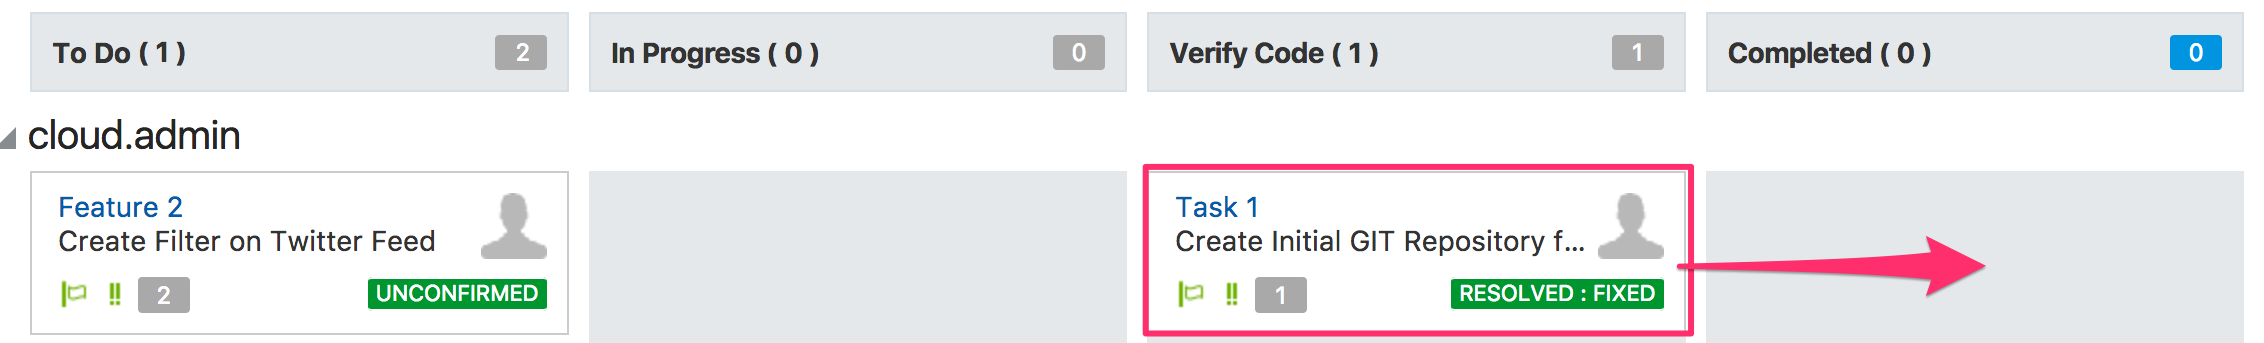 To Do ( 1 ) 2
In Progress ( 0 ) 0
Verify Code ( 1 ) 1
Completed ( 0 ) 0
cloud.admin
Feature 2
Create Filter on Twitter Feed
2 UNCONFIRMED
Task 1
Create Initial GIT Repository f...
1 RESOLVED : FIXED